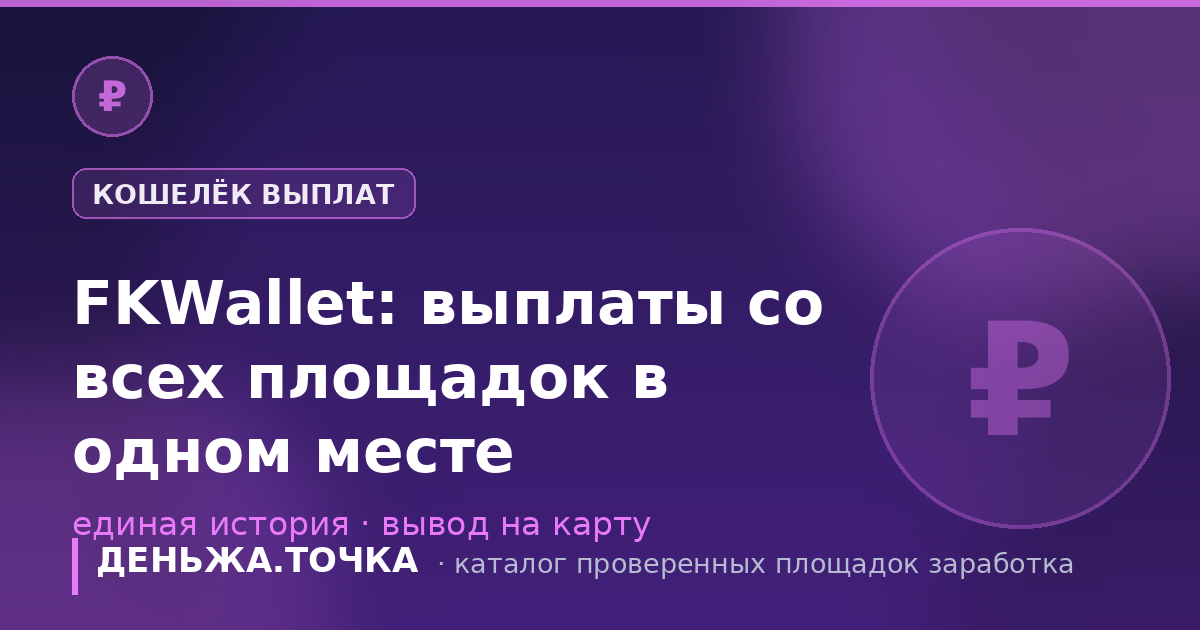 ₽
КОШЕЛЁК ВЫПЛАТ
FKWallet: выплаты со
всех площадок в
одном месте
₽
единая история · вывод на карту
ДЕНЬЖА.ТОЧКА · каталог проверенных площадок заработка